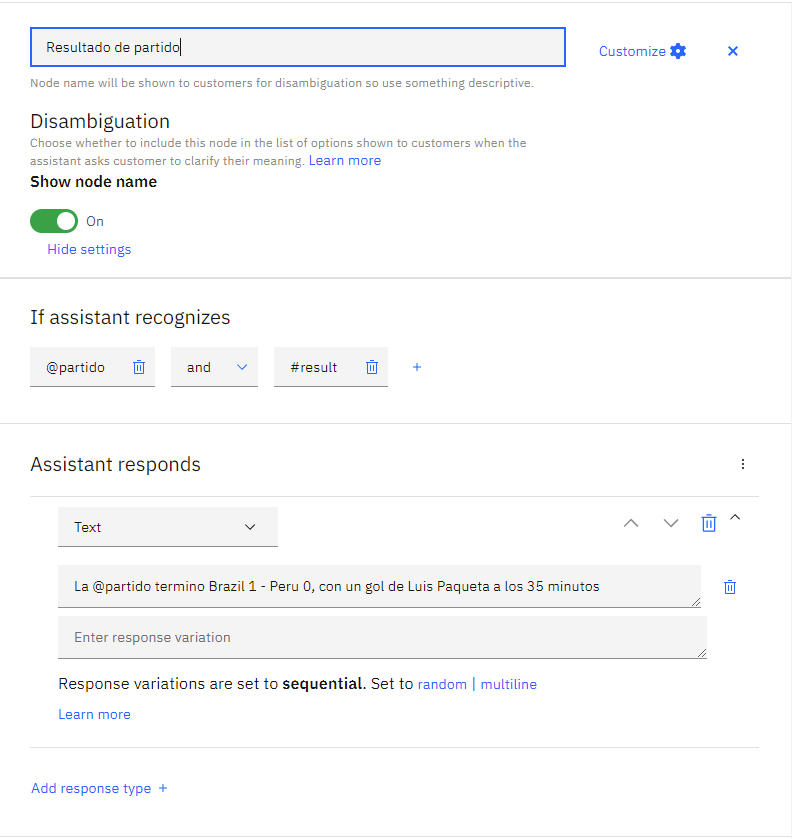 Resultado de partido
Customize
Node name will be shown to customers for disambiguation so use something descriptive.
Disambiguation
Choose whether to include this node in the list of options shown to customers when the
assistant asks customer to clarify their meaning. Learn more
Show node name
On
Hide settings
If assistant recognizes
@partido and #result +
Assistant responds
Text
La @partido termino Brazil 1 - Peru 0, con un gol de Luis Paqueta a los 35 minutos
Enter response variation
Response variations are set to sequential. Set to random | multiline
Learn more
Add response type +